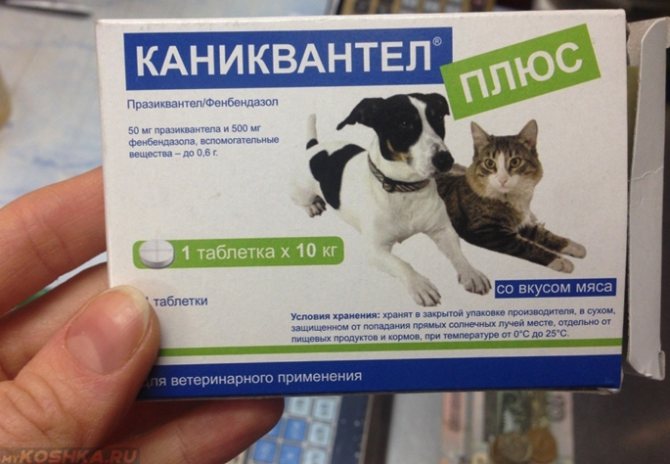 КАНИКВАНТЕЛ®
ПЛЮС
Празиквантел/Фенбендазол
50 мг празиквантела и 500 мг
фенбендазола, вспомогательные
вещества – до 0,6 г.
1 таблетка x 10 кг
таблетки
со вкусом мяса
Условия хранения: хранят в закрытой упаковке производителя, в сухом,
защищенном от попадания прямых солнечных лучей месте, отдельно от
пищевых продуктов и кормов, при температуре от 0°С до 25°С.
для ветеринарного применения
MYKOSHKA.RU